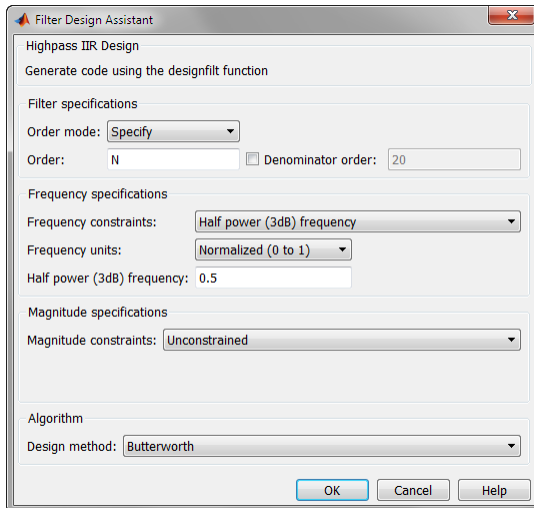 Filter Design Assistant
Highpass IIR Design
Generate code using the designfilt function
Filter specifications
Order mode: Specify
Order: N Denominator order: 20
Frequency specifications
Frequency constraints: Half power (3dB) frequency
Frequency units: Normalized (0 to 1)
Half power (3dB) frequency: 0.5
Magnitude specifications
Magnitude constraints: Unconstrained
Algorithm
Design method: Butterworth
OK Cancel Help